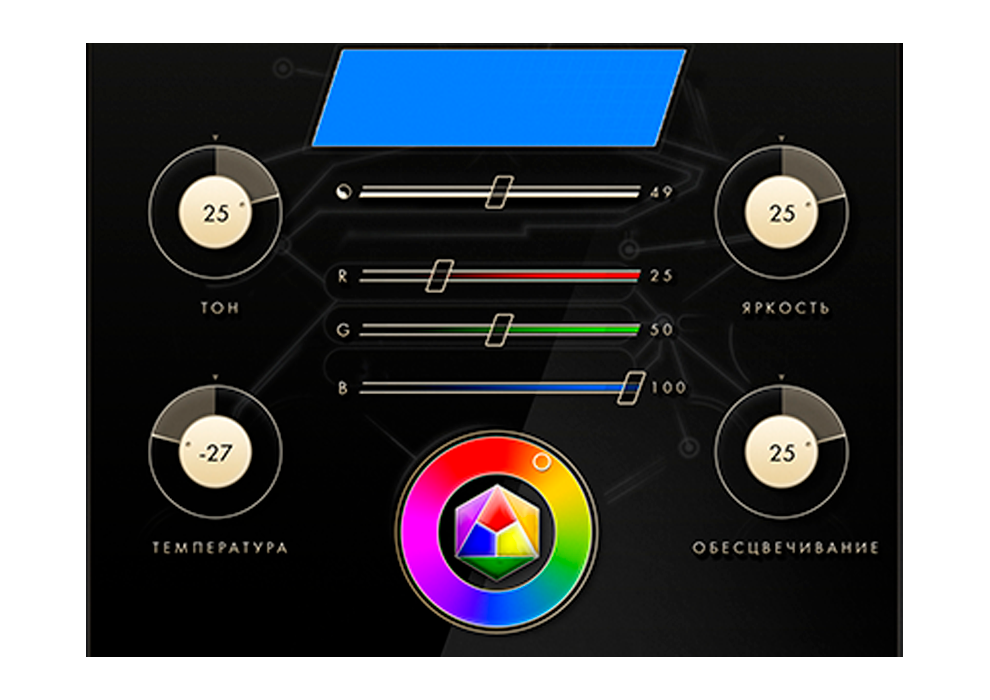 49
25
25
R
25
ТОН
ЯРКОСТЬ
G
50
B
100
-27
25
ТЕМПЕРАТУРА
ОБЕСЦВЕЧИВАНИЕ